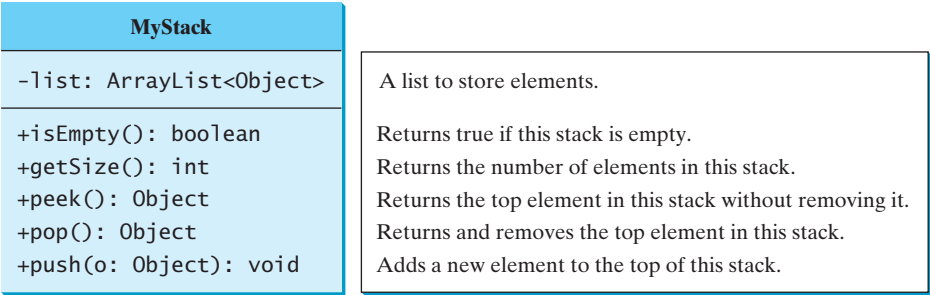 MyStack
-list: ArrayList<Object>
A list to store elements.
+isEmpty(): boolean
Returns true if this stack is empty.
+getSize(): int
Returns the number of elements in this stack.
+peek(): Object
Returns the top element in this stack without removing it.
+pop(): Object
Returns and removes the top element in this stack.
+push(o: Object): void
Adds a new element to the top of this stack.